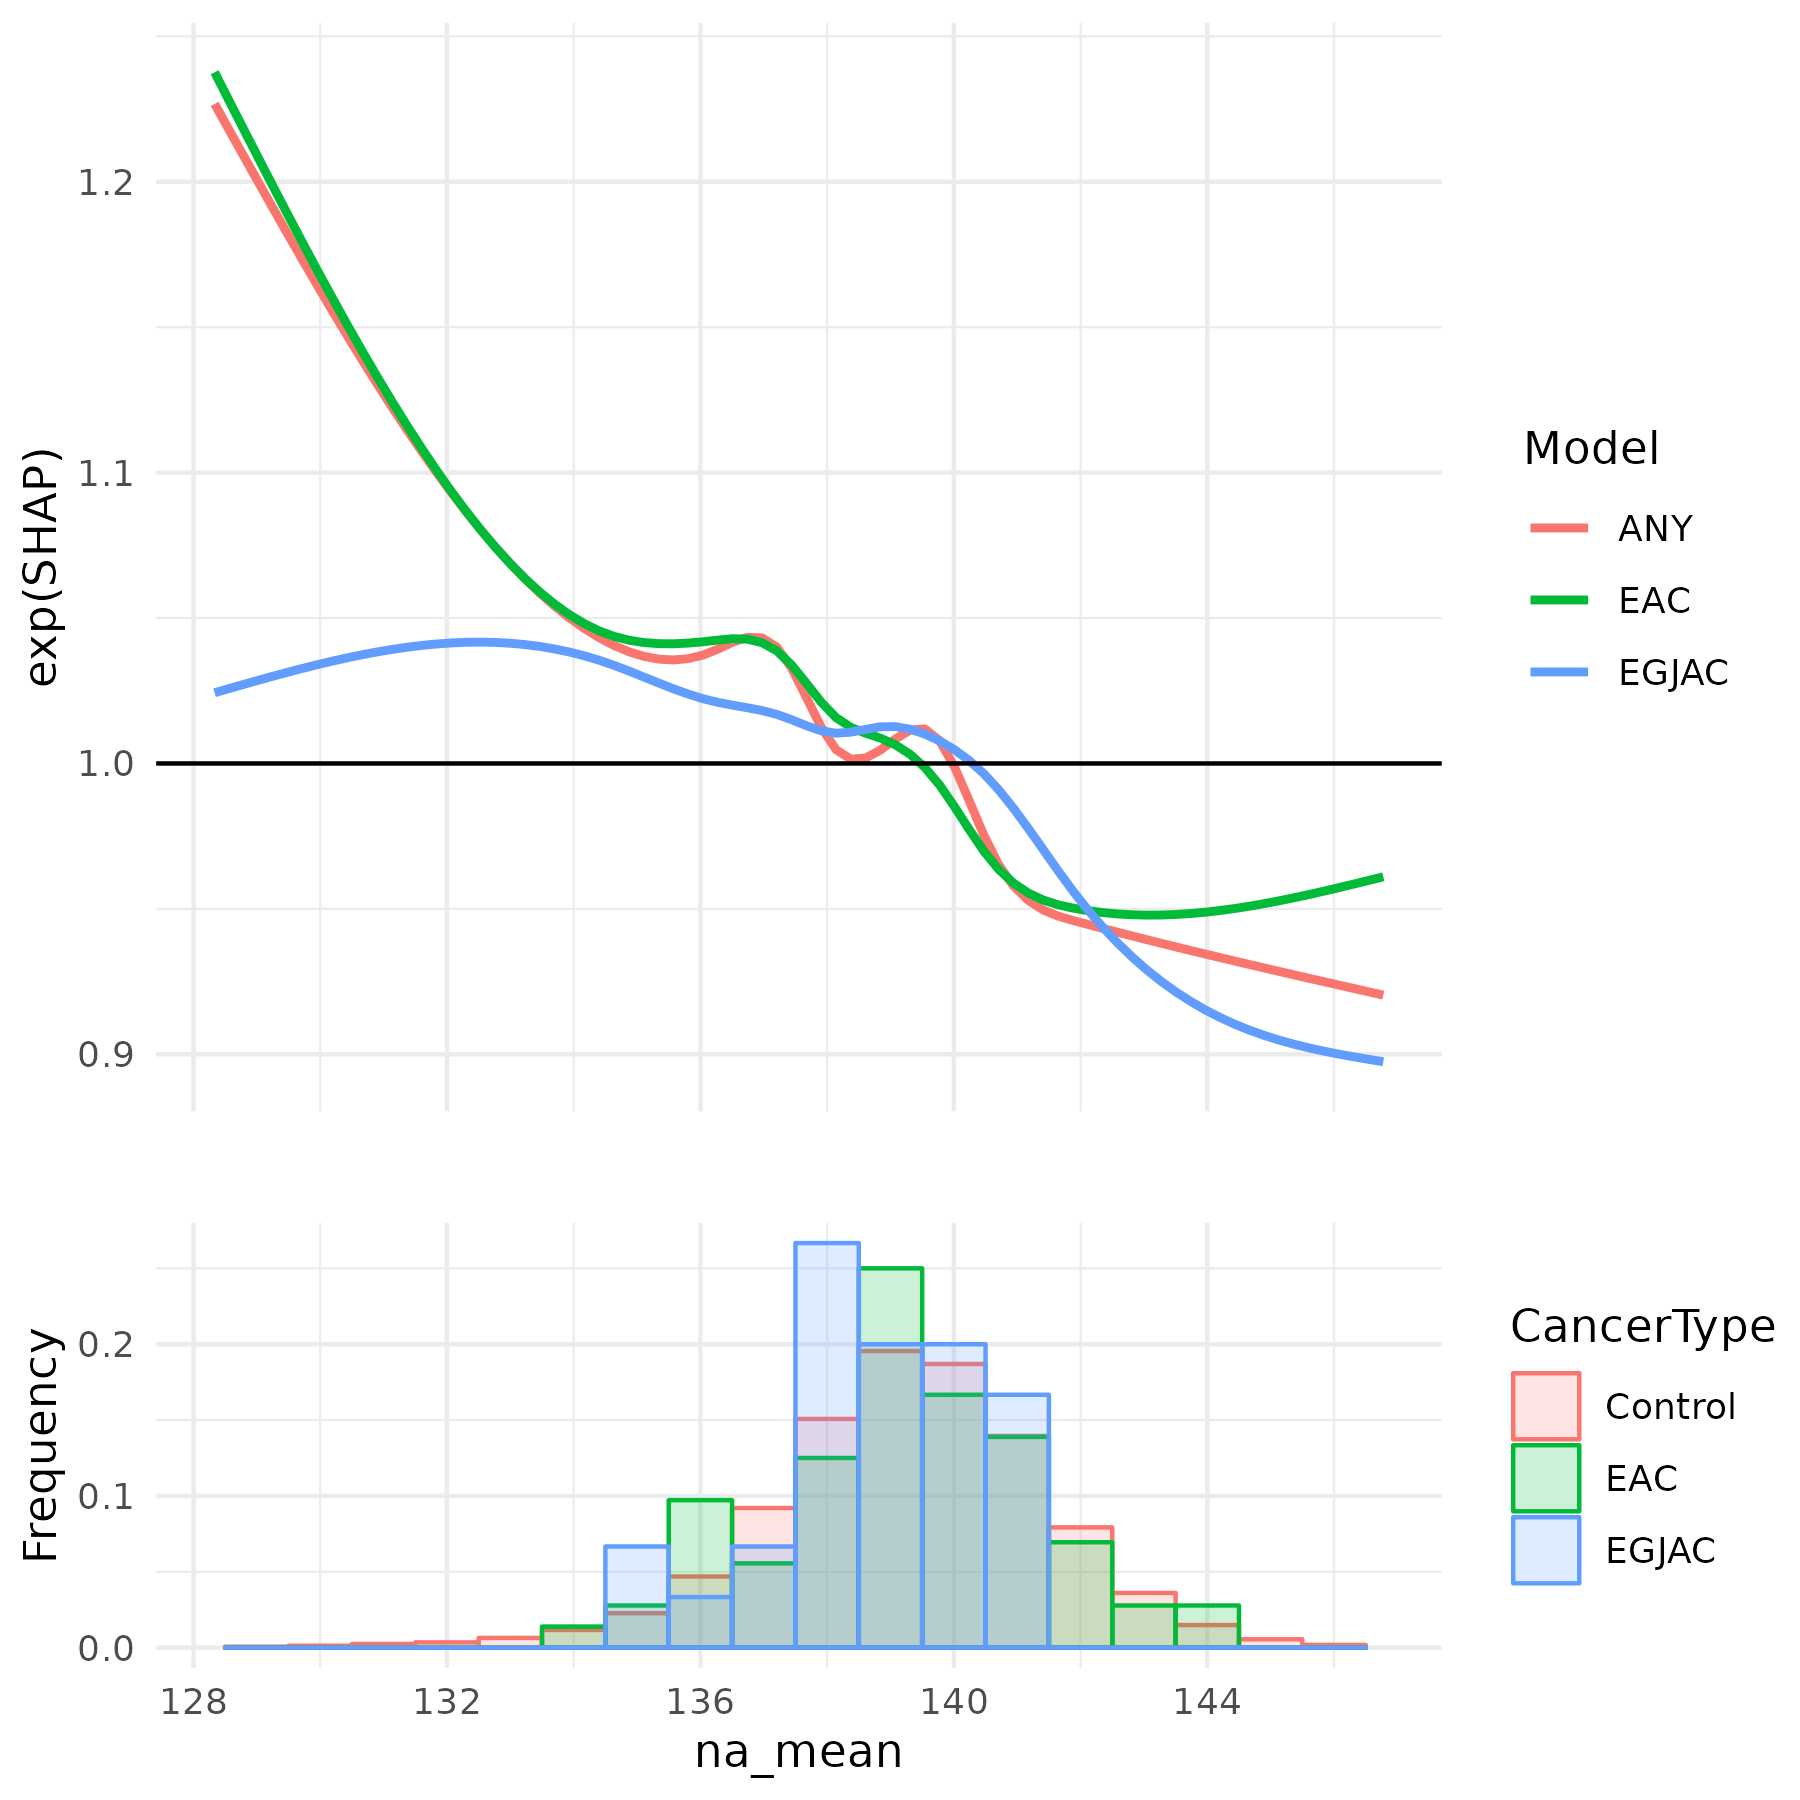 exp(SHAP)
1.2
1.1
1.0
0.9
Model
ANY
EAC
EGJAC
Frequency
0.2
0.1
0.0
128 132 136 140 144
na_mean
CancerType
Control
EAC
EGJAC